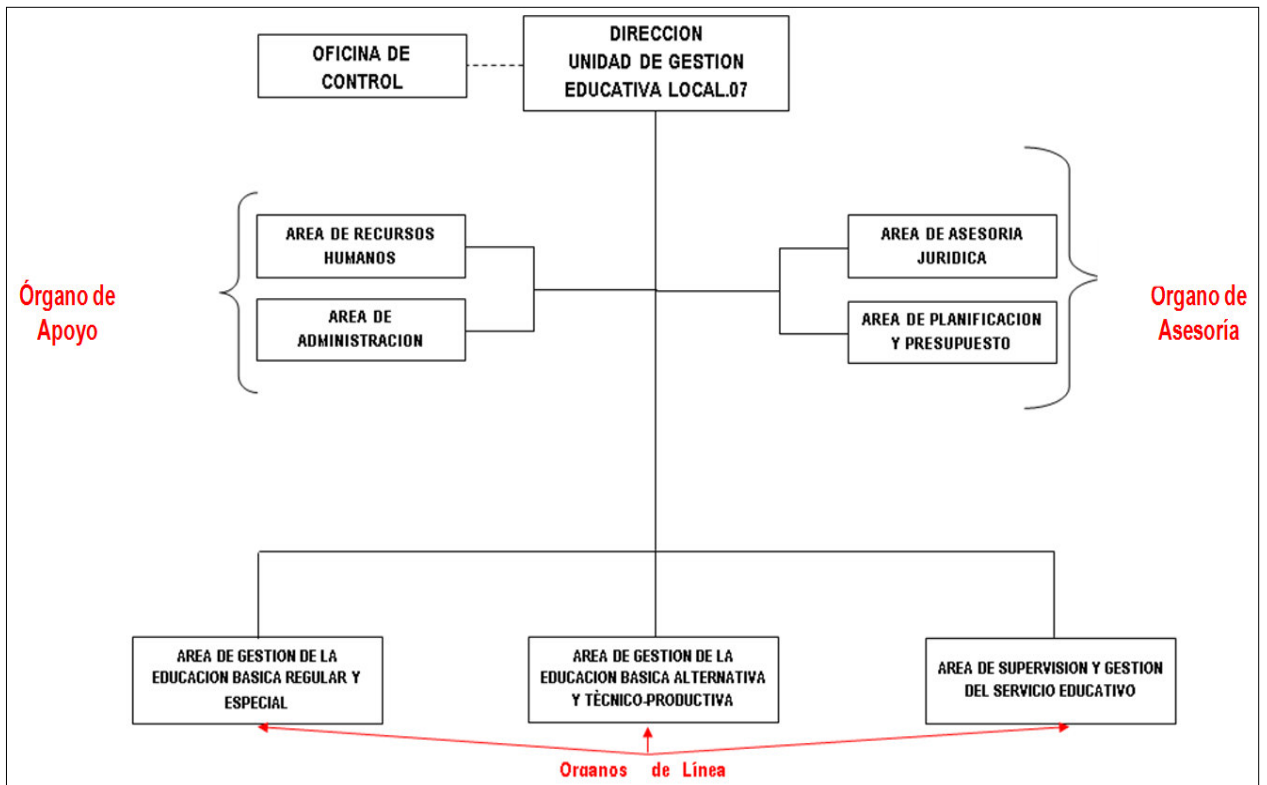 OFICINA DE
CONTROL
DIRECCION
UNIDAD DE GESTION
EDUCATIVA LOCAL.07
Órgano de
Apoyo
AREA DE RECURSOS
HUMANOS
AREA DE
ADMINISTRACION
AREA DE ASESORIA
JURIDICA
AREA DE PLANIFICACION
Y PRESUPUESTO
Organo de
Asesoría
AREA DE GESTION DE LA
EDUCACION BASICA REGULAR Y
ESPECIAL
AREA DE GESTION DE LA
EDUCACION BASICA ALTERNATIVA
Y TÈCNICO-PRODUCTIVA
AREA DE SUPERVISION Y GESTION
DEL SERVICIO EDUCATIVO
Organos de Línea